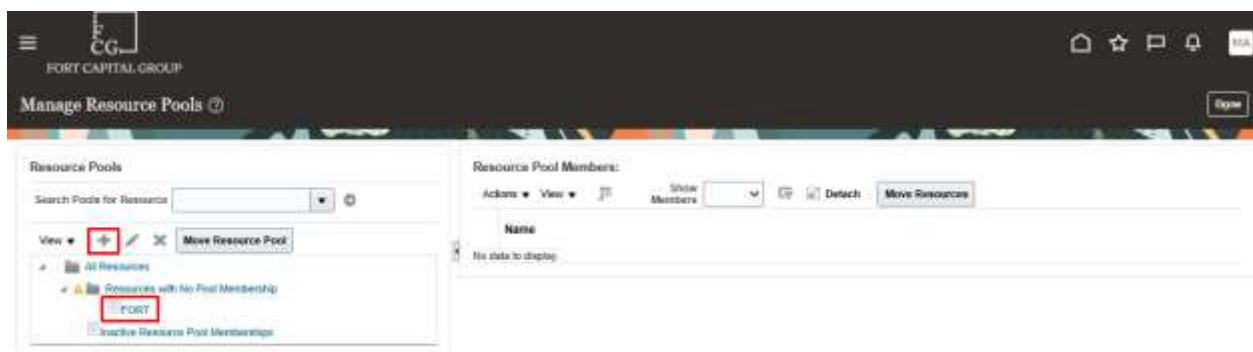 F
CG
FORT CAPITAL GROUP
MA
Manage Resource Pools
Done
Resource Pools
Search Pools for Resource
View
Move Resource Pool
All Resources
Resources with No Pool Membership
FORT
Inactive Resource Pool Memberships
Resource Pool Members:
Actions View Show Members Detach Move Resources
Name
No data to display.